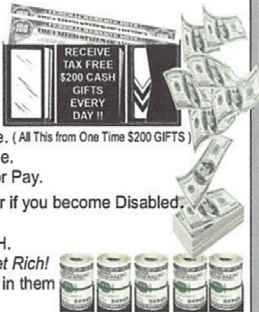 RECEIVE
TAX FREE
$200 CASH
GIFTS
EVERY
DAY !!
e. ( All This from One Time $200 GIFTS )
e.
or Pay.
r if you become Disabled.
H.
et Rich!
in them